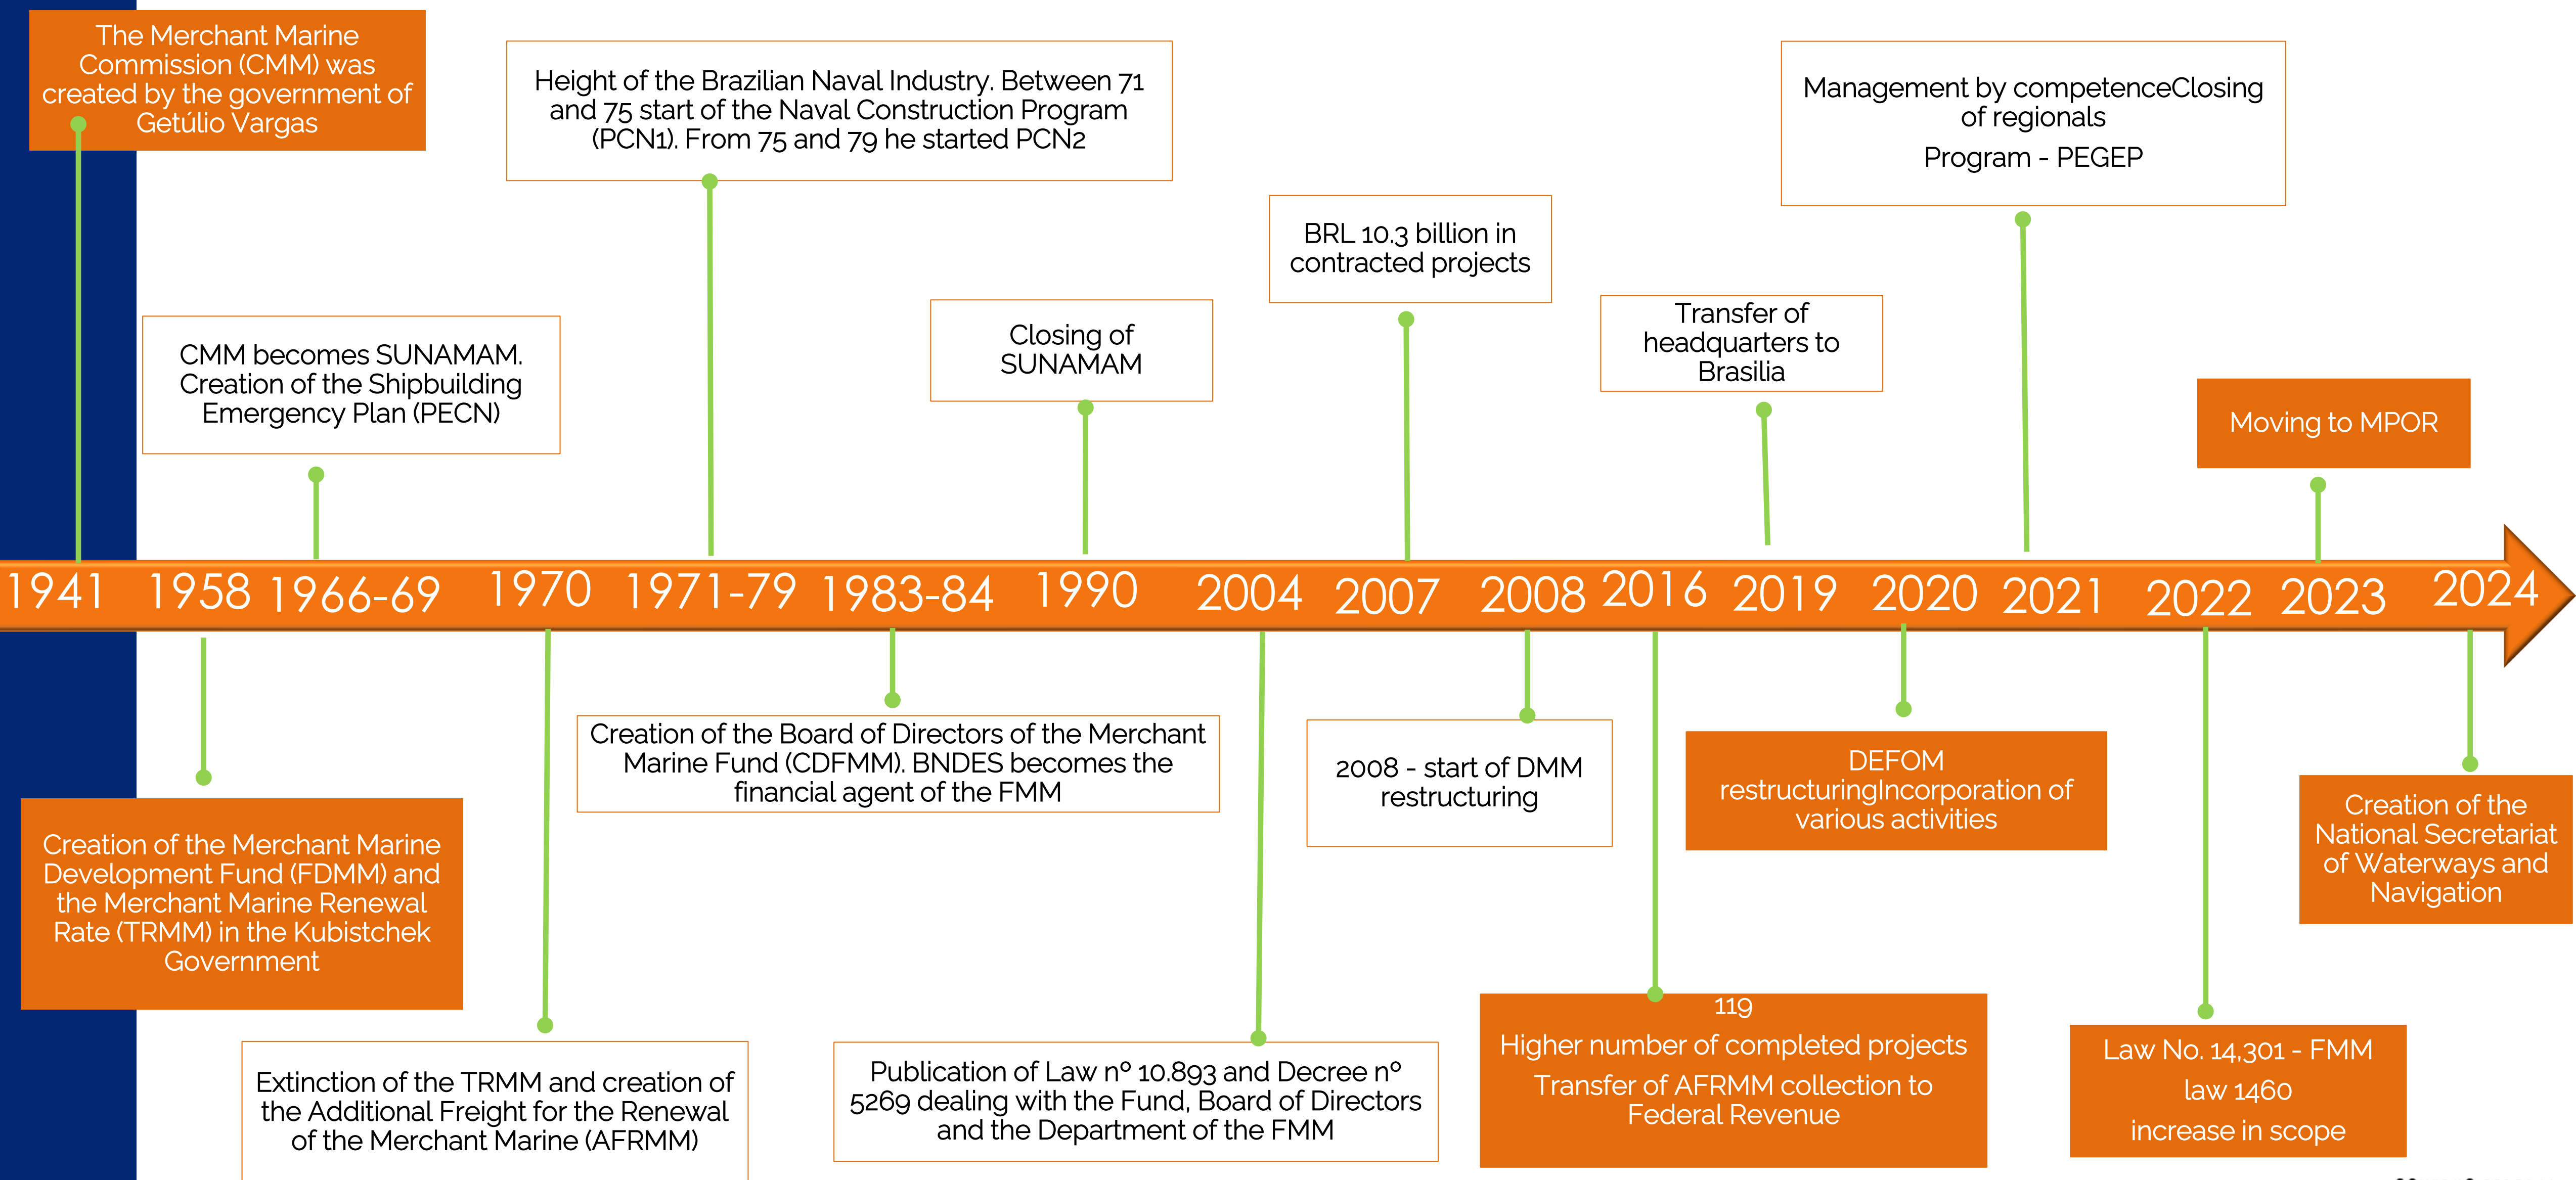 The Merchant Marine
Commission (CMM) was
created by the government of
Getúlio Vargas
Height of the Brazilian Naval Industry. Between 71
and 75 start of the Naval Construction Program
(PCN1). From 75 and 79 he started PCN2
Management by competenceClosing
of regionals
Program - PEGEP
BRL 10.3 billion in
contracted projects
CMM becomes SUNAMAM.
Creation of the Shipbuilding
Emergency Plan (PECN)
Closing of
SUNAMAM
Transfer of
headquarters to
Brasilia
Moving to MPOR
1941 1958 1966-69 1970 1971-79 1983-84 1990 2004 2007 2008 2016 2019 2020 2021 2022 2023 2024
Creation of the Merchant Marine
Development Fund (FDMM) and
the Merchant Marine Renewal
Rate (TRMM) in the Kubistchek
Government
Extinction of the TRMM and creation of
the Additional Freight for the Renewal
of the Merchant Marine (AFRMM)
Creation of the Board of Directors of the Merchant
Marine Fund (CDFMM). BNDES becomes the
financial agent of the FMM
Publication of Law nº 10.893 and Decree nº
5269 dealing with the Fund, Board of Directors
and the Department of the FMM
2008 - start of DMM
restructuring
119
Higher number of completed projects
Transfer of AFRMM collection to
Federal Revenue
DEFOM
restructuringIncorporation of
various activities
Law No. 14,301 - FMM
law 1460
increase in scope
Creation of the
National Secretariat
of Waterways and
Navigation